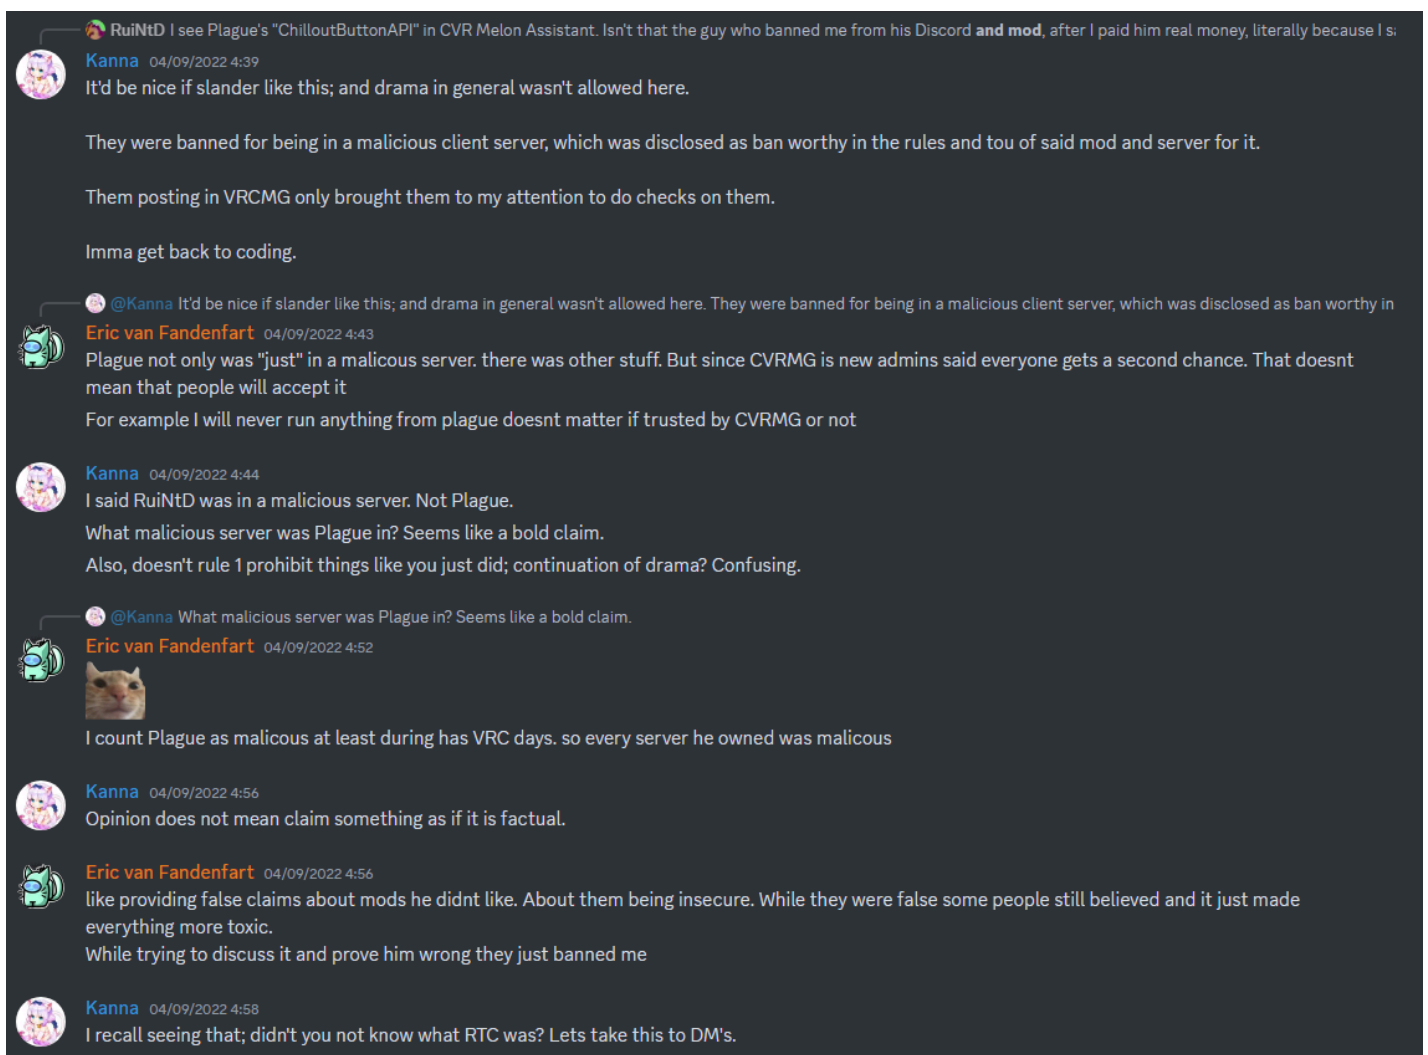 RuiNtD I see Plague's "ChilloutButtonAPI" in CVR Melon Assistant. Isn't that the guy who banned me from his Discord and mod, after I paid him real money, literally because I
Kanna 04/09/2022 4:39
It'd be nice if slander like this; and drama in general wasn't allowed here.
They were banned for being in a malicious client server, which was disclosed as ban worthy in the rules and tou of said mod and server for it.
Them posting in VRCMG only brought them to my attention to do checks on them.
Imma get back to coding.
@Kanna It'd be nice if slander like this; and drama in general wasn't allowed here. They were banned for being in a malicious client server, which was disclosed as ban worthy in
Eric van Fandenfart 04/09/2022 4:43
Plague not only was "just" in a malicous server. there was other stuff. But since CVRMG is new admins said everyone gets a second chance. That doesnt
mean that people will accept it
For example I will never run anything from plague doesnt matter if trusted by CVRMG or not
Kanna 04/09/2022 4:44
I said RuiNtD was in a malicious server. Not Plague.
What malicious server was Plague in? Seems like a bold claim.
Also, doesn't rule 1 prohibit things like you just did; continuation of drama? Confusing.
@Kanna What malicious server was Plague in? Seems like a bold claim.
Eric van Fandenfart 04/09/2022 4:52
I count Plague as malicous at least during has VRC days. so every server he owned was malicous
Kanna 04/09/2022 4:56
Opinion does not mean claim something as if it is factual.
Eric van Fandenfart 04/09/2022 4:56
like providing false claims about mods he didnt like. About them being insecure. While they were false some people still believed and it just made
everything more toxic.
While trying to discuss it and prove him wrong they just banned me
Kanna 04/09/2022 4:58
I recall seeing that; didn't you not know what RTC was? Lets take this to DM's.